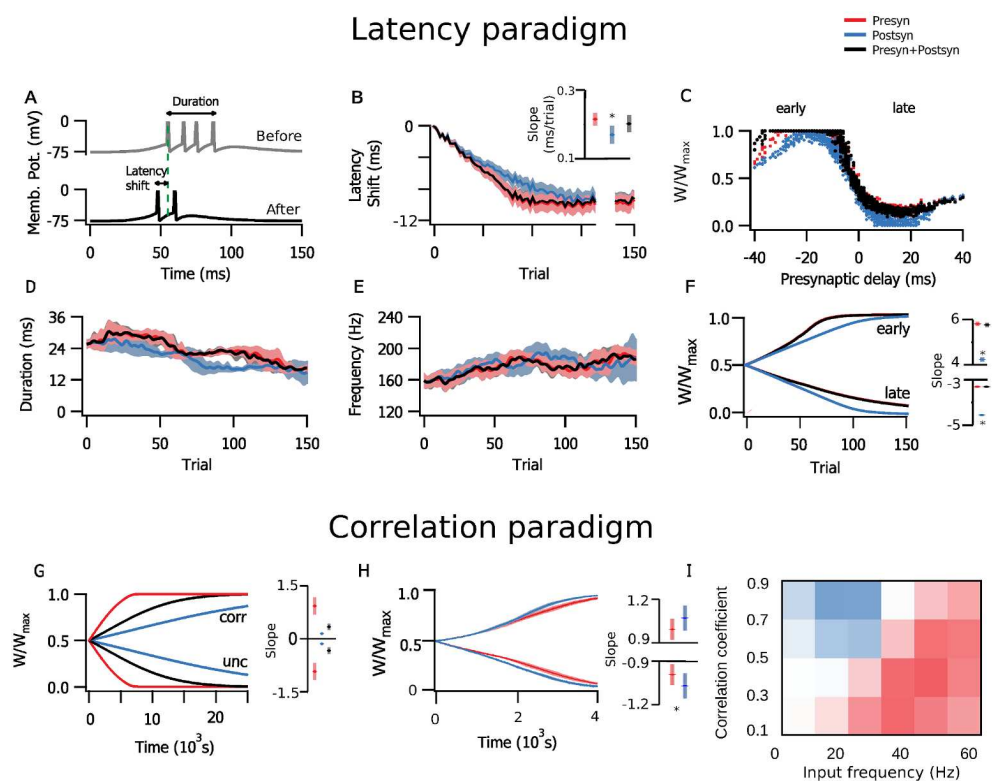 Latency paradigm
Presyn
Postsyn
Presyn+Postsyn
A
Duration
Before
Latency
shift
After
Memb. Pot. (mV)
0
-75
0
-75
0
50
100
150
Time (ms)
B
Latency
Shift (ms)
0
-12
0
150
Trial
Slope
(ms/trial)
0.3
0.1
*
C
early
late
W/Wmax
1.0
0.5
0.0
-40
-20
0
20
40
Presynaptic delay (ms)
D
Duration (ms)
36
24
12
0
0
50
100
150
Trial
E
Frequency (Hz)
240
200
160
120
0
50
100
150
Trial
F
W/Wmax
1.0
0.5
0.0
early
late
0
50
100
150
Trial
Slope
6
4
-3
-5
*
*
Correlation paradigm
G
W/Wmax
1.0
0.5
0.0
corr
unc
0
10
20
Time (10³s)
Slope
1.5
0
-1.5
H
W/Wmax
1
0.5
0
0
2
4
Time (10³s)
Slope
1.2
0.9
-0.9
-1.2
*
I
Correlation coefficient
0.9
0.7
0.5
0.3
0.1
0
20
40
60
Input frequency (Hz)